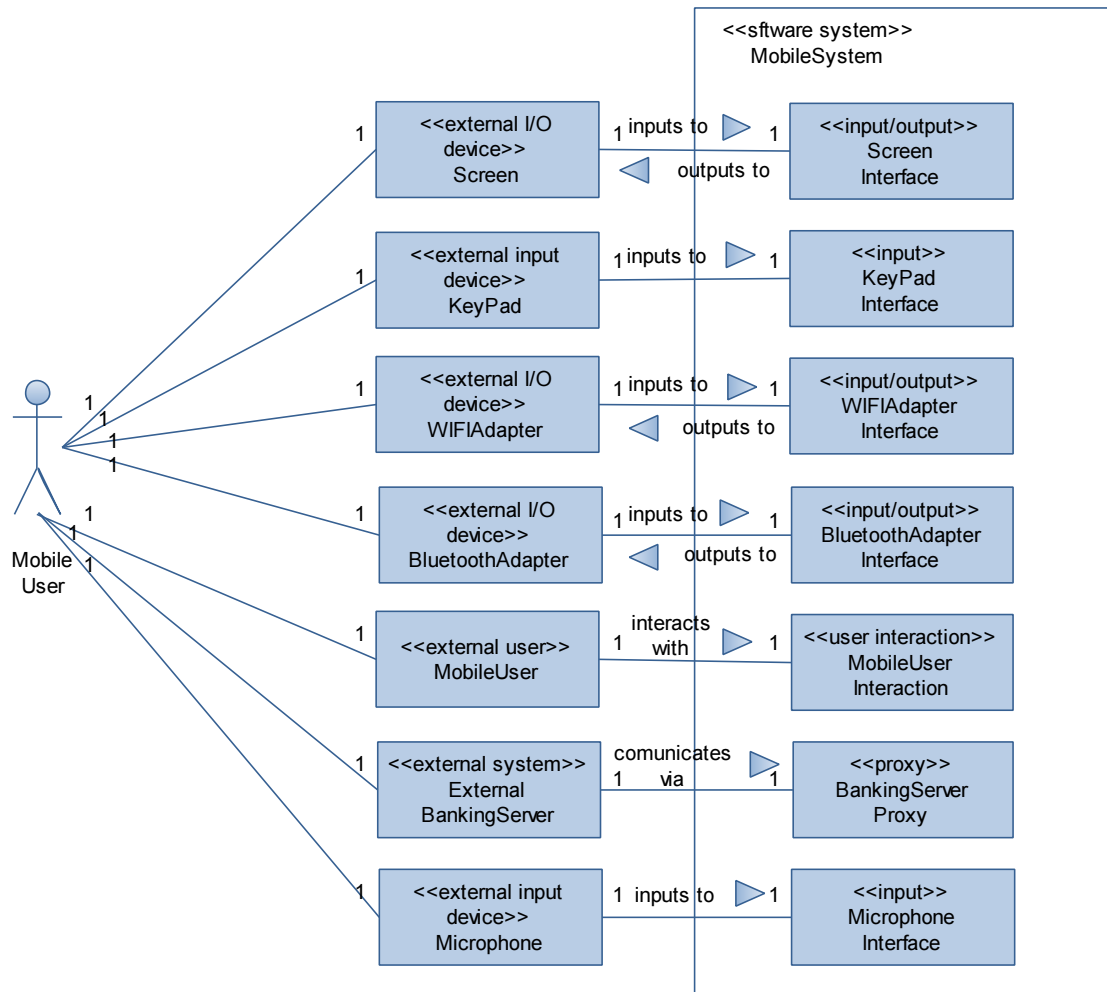 <<sftware system>>
MobileSystem
1
<<external I/O
device>>
Screen
1 inputs to 1
outputs to
<<input/output>>
Screen
Interface
1
<<external input
device>>
KeyPad
1 inputs to 1
<<input>>
KeyPad
Interface
1
<<external I/O
device>>
WIFIAdapter
1 inputs to 1
outputs to
<<input/output>>
WIFIAdapter
Interface
1
1
1
1
1
<<external I/O
device>>
BluetoothAdapter
1 inputs to 1
outputs to
<<input/output>>
BluetoothAdapter
Interface
1
1
1
Mobile
User
1
<<external user>>
MobileUser
1 interacts 1
with
<<user interaction>>
MobileUser
Interaction
1
<<external system>>
External
BankingServer
comunicates
1 via 1
<<proxy>>
BankingServer
Proxy
1
<<external input
device>>
Microphone
1 inputs to 1
<<input>>
Microphone
Interface